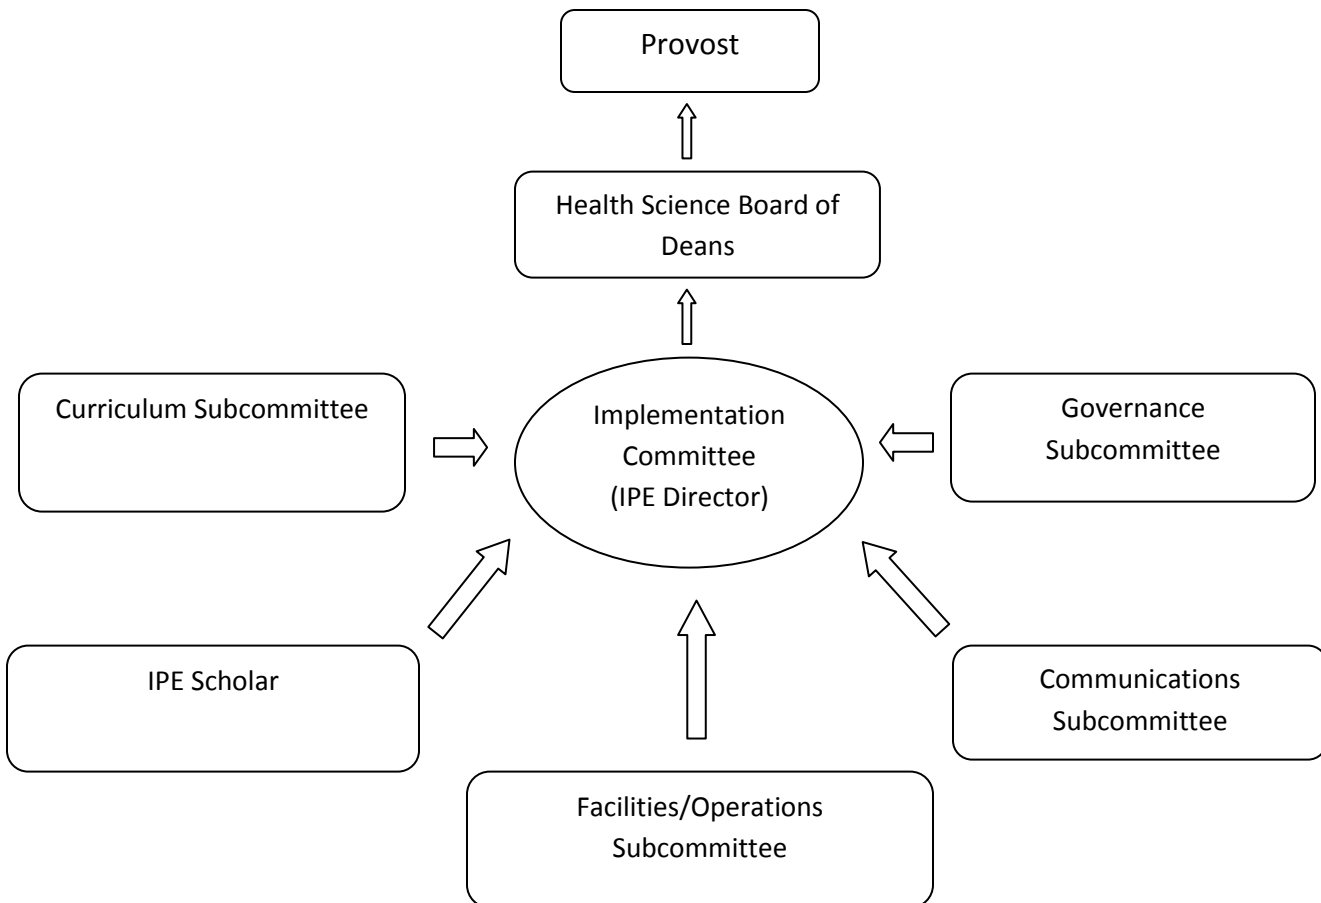 Provost
Health Science Board of
Deans
Curriculum Subcommittee
Implementation
Committee
(IPE Director)
Governance
Subcommittee
IPE Scholar
Communications
Subcommittee
Facilities/Operations
Subcommittee